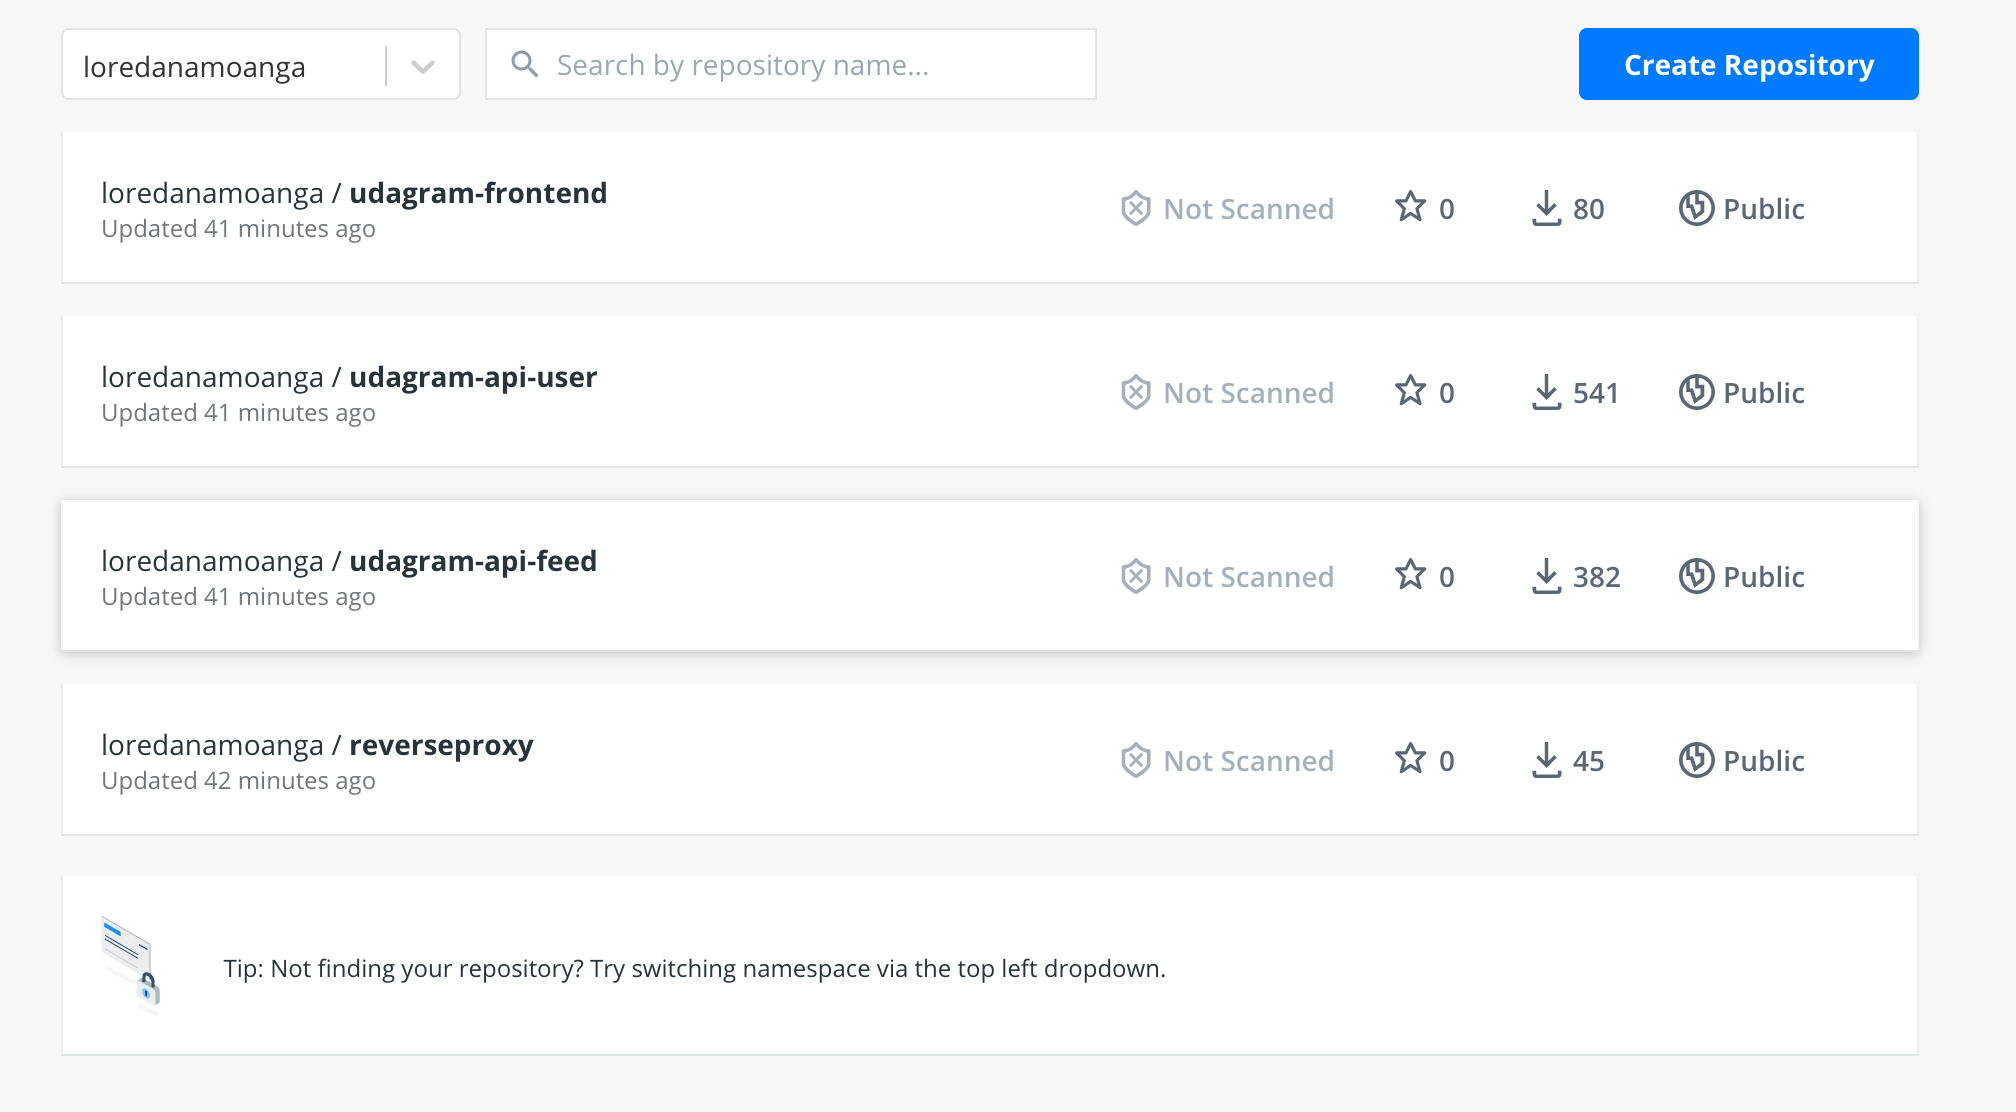 loredanamoanga
Search by repository name...
Create Repository
loredanamoanga / udagram-frontend
Updated 41 minutes ago
Not Scanned
0
80
Public
loredanamoanga / udagram-api-user
Updated 41 minutes ago
Not Scanned
0
541
Public
loredanamoanga / udagram-api-feed
Updated 41 minutes ago
Not Scanned
0
382
Public
loredanamoanga / reverseproxy
Updated 42 minutes ago
Not Scanned
0
45
Public
Tip: Not finding your repository? Try switching namespace via the top left dropdown.